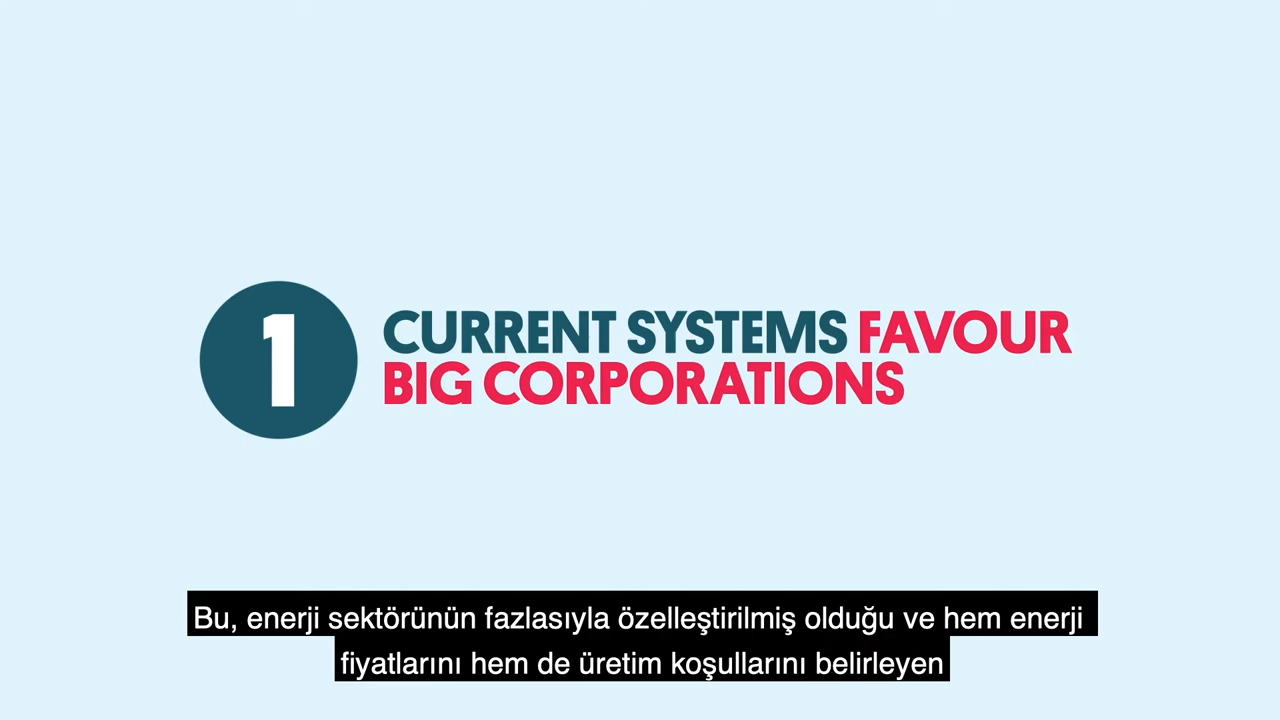 1
CURRENT SYSTEMS FAVOUR
BIG CORPORATIONS
Bu, enerji sektörünün fazlasıyla özelleştirilmiş olduğu ve hem enerji
fiyatlarını hem de üretim koşullarını belirleyen